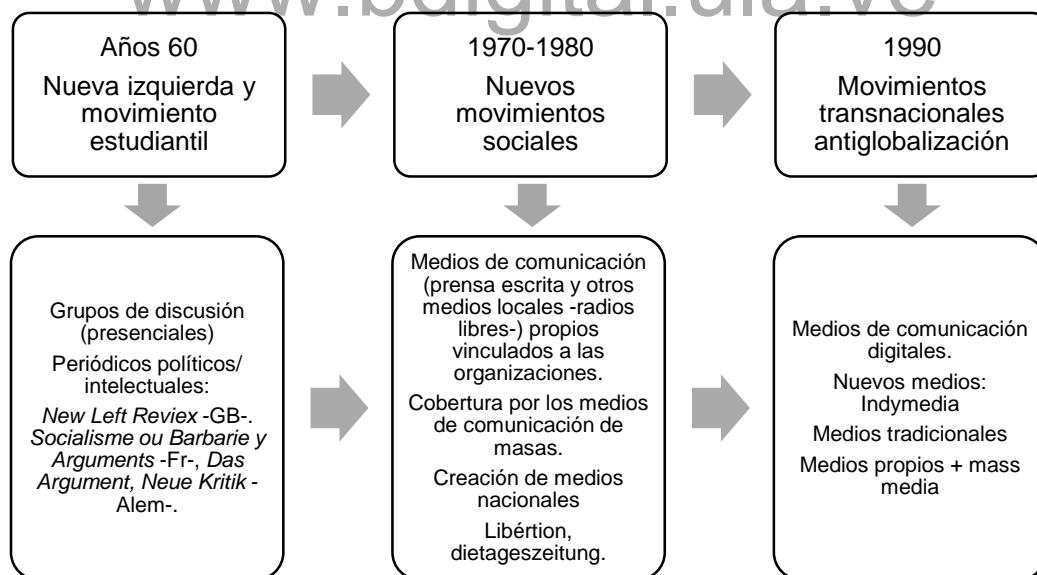 www.bdigital.ula.ve
Años 60
Nueva izquierda y
movimiento
estudiantil
1970-1980
Nuevos
movimientos
sociales
1990
Movimientos
transnacionales
antiglobalización
Grupos de discusión
(presenciales)
Periódicos políticos/
intelectuales:
New Left Reviex -GB-.
Socialisme ou Barbarie y
Arguments -Fr-, Das
Argument, Neue Kritik -
Alem-.
Medios de comunicación
(prensa escrita y otros
medios locales -radios
libres-) propios
vinculados a las
organizaciones.
Cobertura por los medios
de comunicación de
masas.
Creación de medios
nacionales
Libértion,
dietageszeitung.
Medios de comunicación
digitales.
Nuevos medios:
Indymedia
Medios tradicionales
Medios propios + mass
media